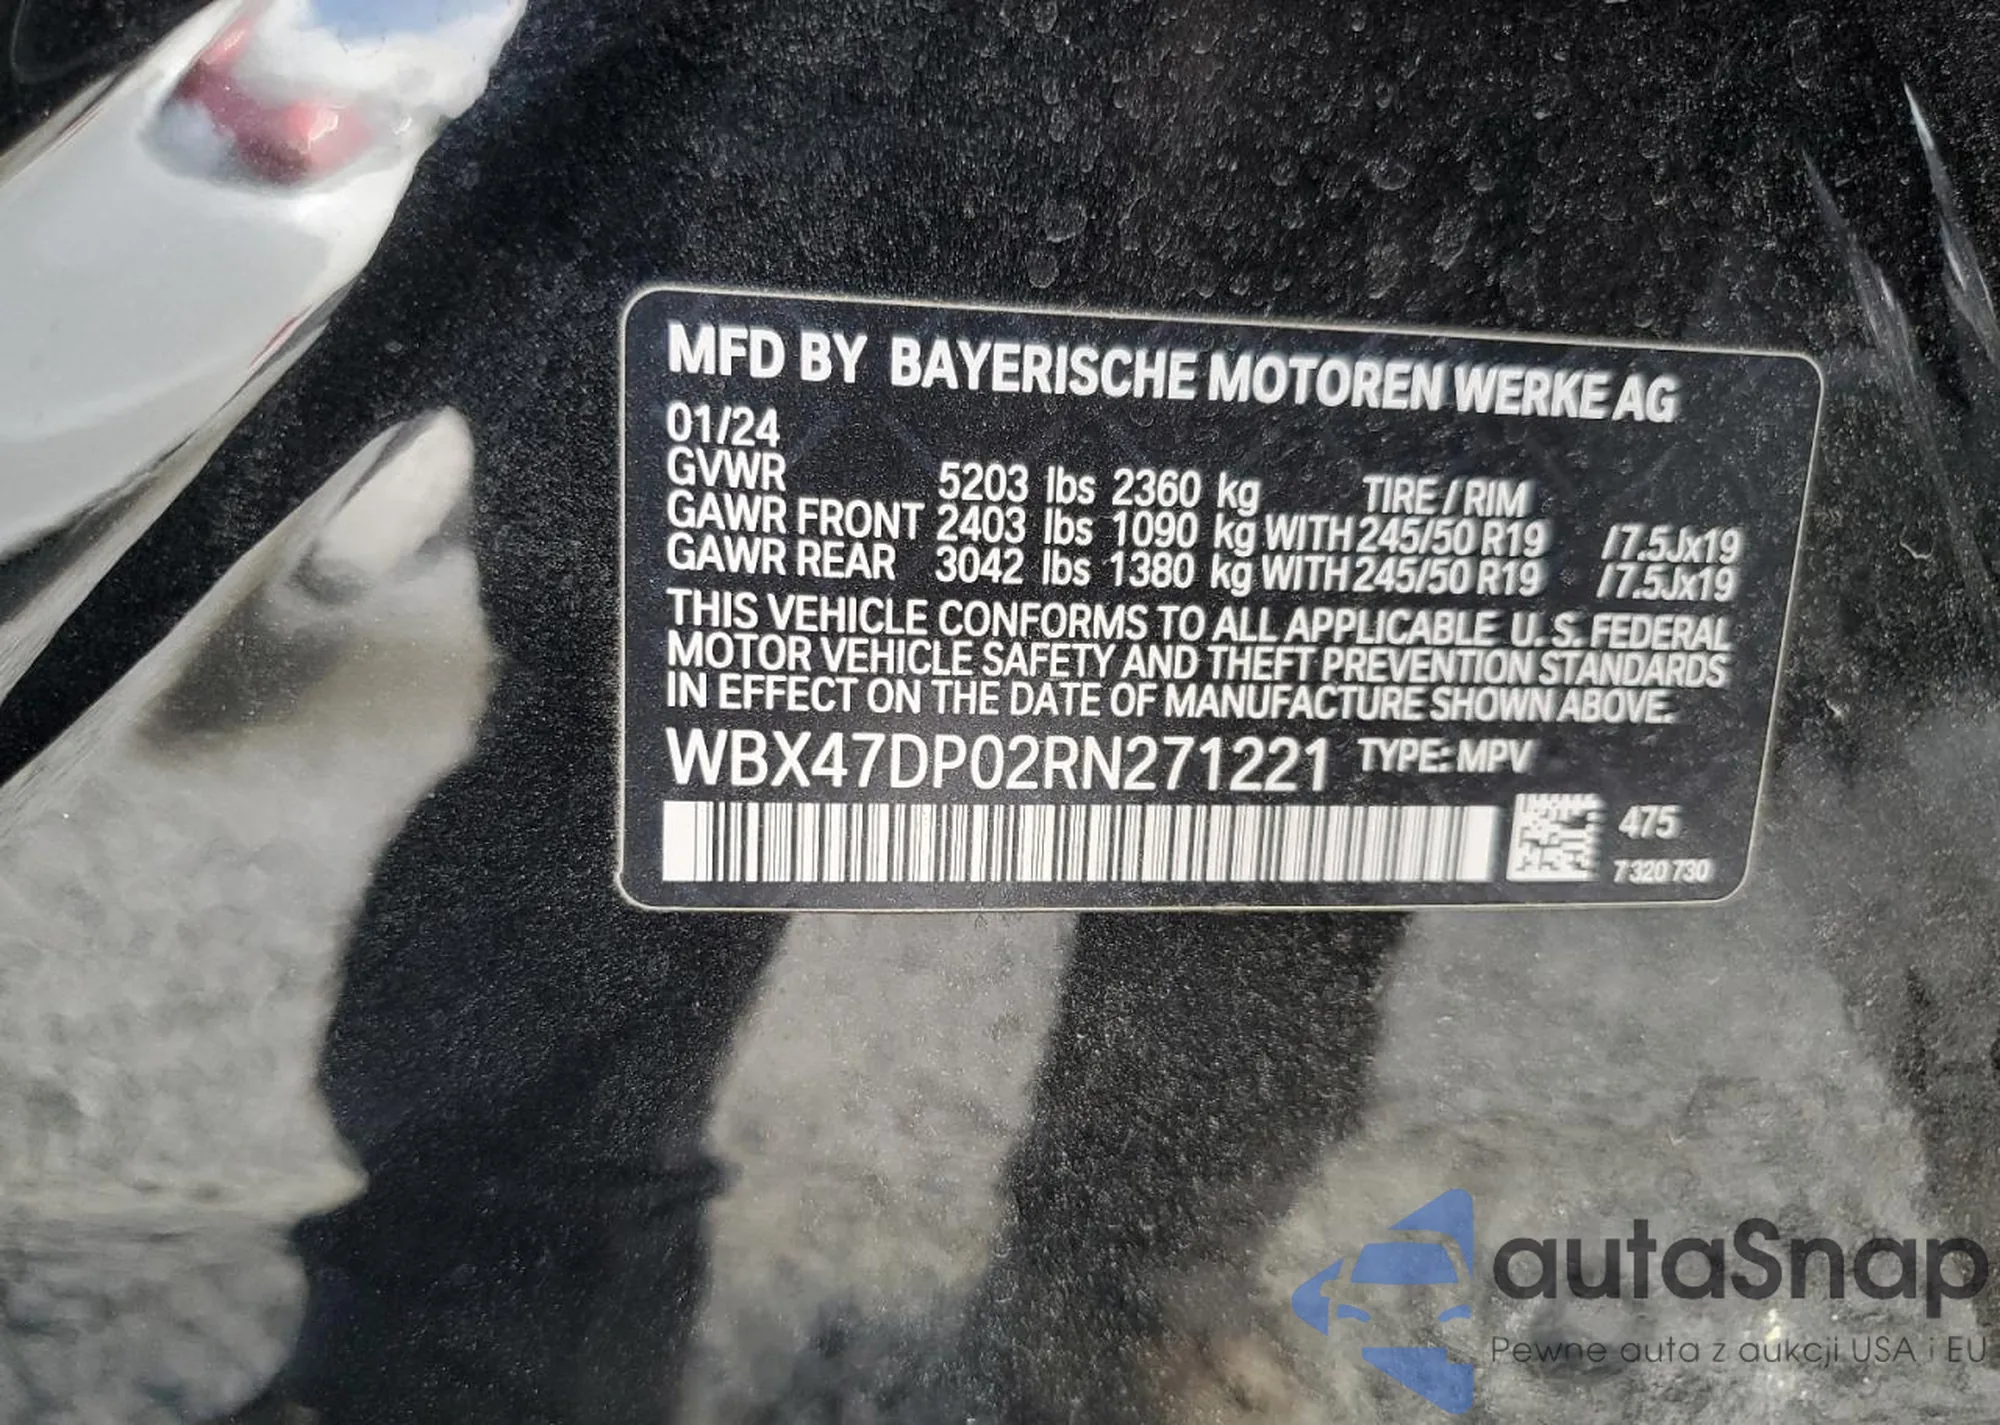 MFD BY BAYERISCHE MOTOREN WERKE AG
01/24
GVWR 5203 lbs 2360 kg TIRE / RIM
GAWR FRONT 2403 lbs 1090 kg WITH 245/50 R19 / 7.5Jx19
GAWR REAR 3042 lbs 1380 kg WITH 245/50 R19 / 7.5Jx19
THIS VEHICLE CONFORMS TO ALL APPLICABLE U.S. FEDERAL
MOTOR VEHICLE SAFETY AND THEFT PREVENTION STANDARDS
IN EFFECT ON THE DATE OF MANUFACTURE SHOWN ABOVE.
WBX47DP02RN271221 TYPE: MPV
475
7 320 730
autaSnap
Pewne auta z aukcji USA i EU